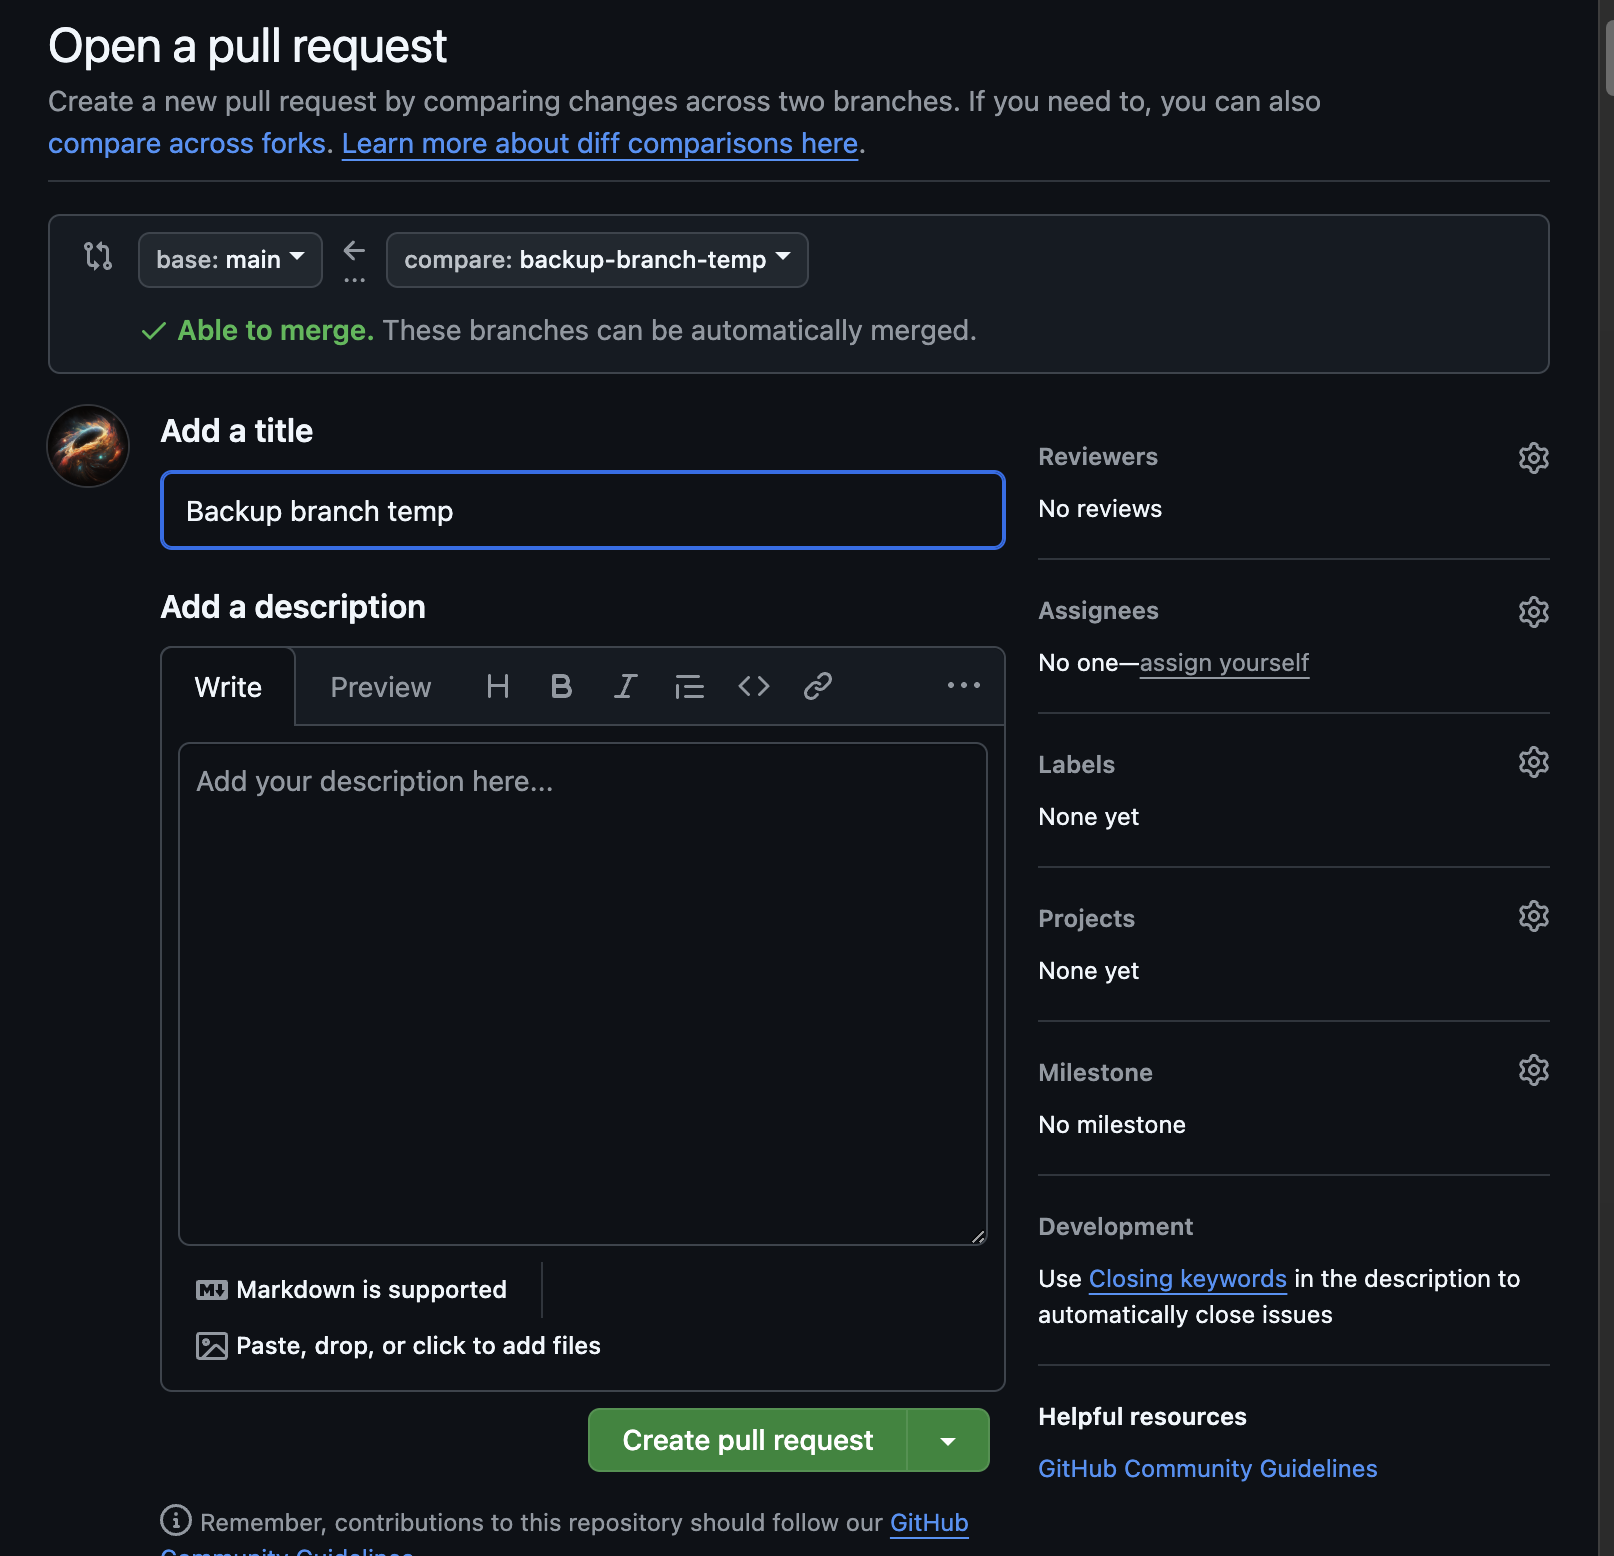 Open a pull request
Create a new pull request by comparing changes across two branches. If you need to, you can also
compare across forks. Learn more about diff comparisons here.
base: main
...
compare: backup-branch-temp
Able to merge. These branches can be automatically merged.
Add a title
Backup branch temp
Add a description
Write
Preview
H B I
Add your description here...
Markdown is supported
Paste, drop, or click to add files
Create pull request
Remember, contributions to this repository should follow our GitHub
Community Guidelines
Reviewers
No reviews
Assignees
No one—assign yourself
Labels
None yet
Projects
None yet
Milestone
No milestone
Development
Use Closing keywords in the description to
automatically close issues
Helpful resources
GitHub Community Guidelines